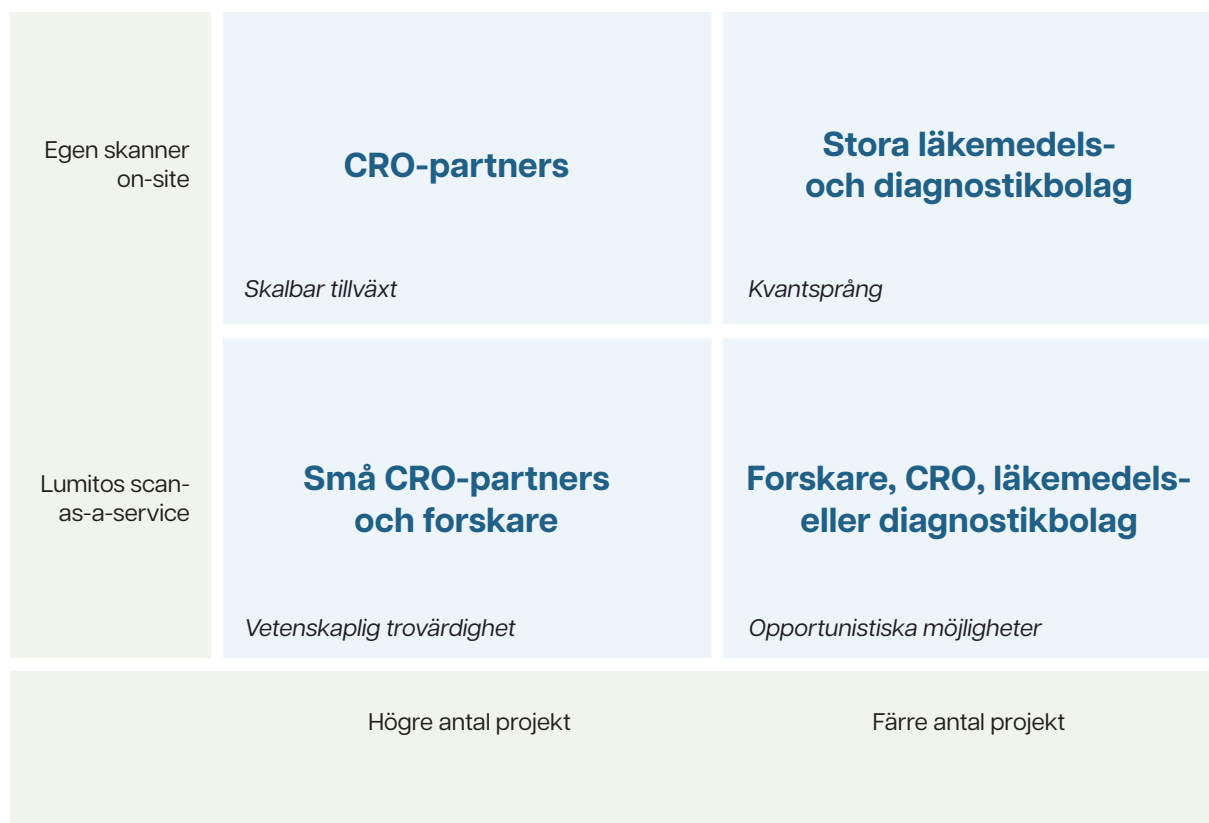 Egen skanner
on-site
CRO-partners
Skalbar tillväxt
Stora läkemedels-
och diagnostikbolag
Kvantsprång
Lumitos scan-
as-a-service
Små CRO-partners
och forskare
Vetenskaplig trovärdighet
Forskare, CRO, läkemedels-
eller diagnostikbolag
Opportunistiska möjligheter
Högre antal projekt
Färre antal projekt